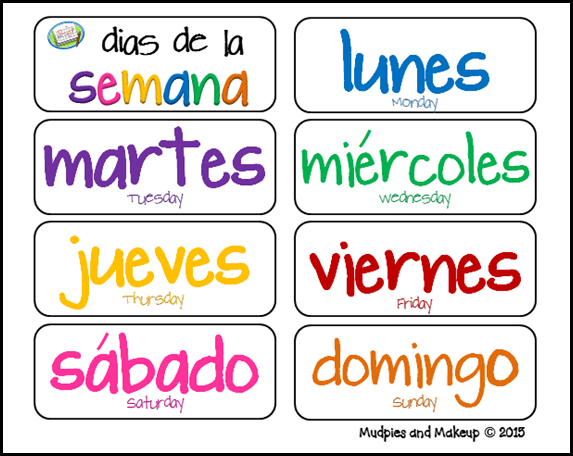 dias de la
semana
lunes
Monday
martes
Tuesday
miércoles
Wednesday
jueves
Thursday
viernes
Friday
sábado
Saturday
domingo
Sunday
Mudpies and Makeup © 2015